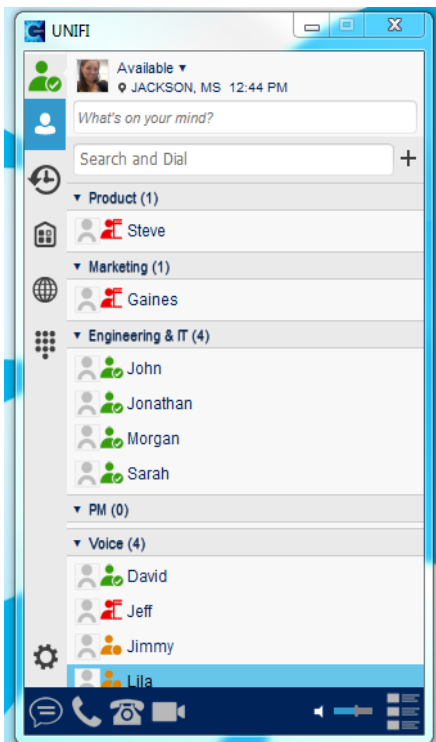 UNIFI
Available
JACKSON, MS 12:44 PM
What's on your mind?
Search and Dial
Product (1)
Steve
Marketing (1)
Gaines
Engineering & IT (4)
John
Jonathan
Morgan
Sarah
PM (0)
Voice (4)
David
Jeff
Jimmy
Lila